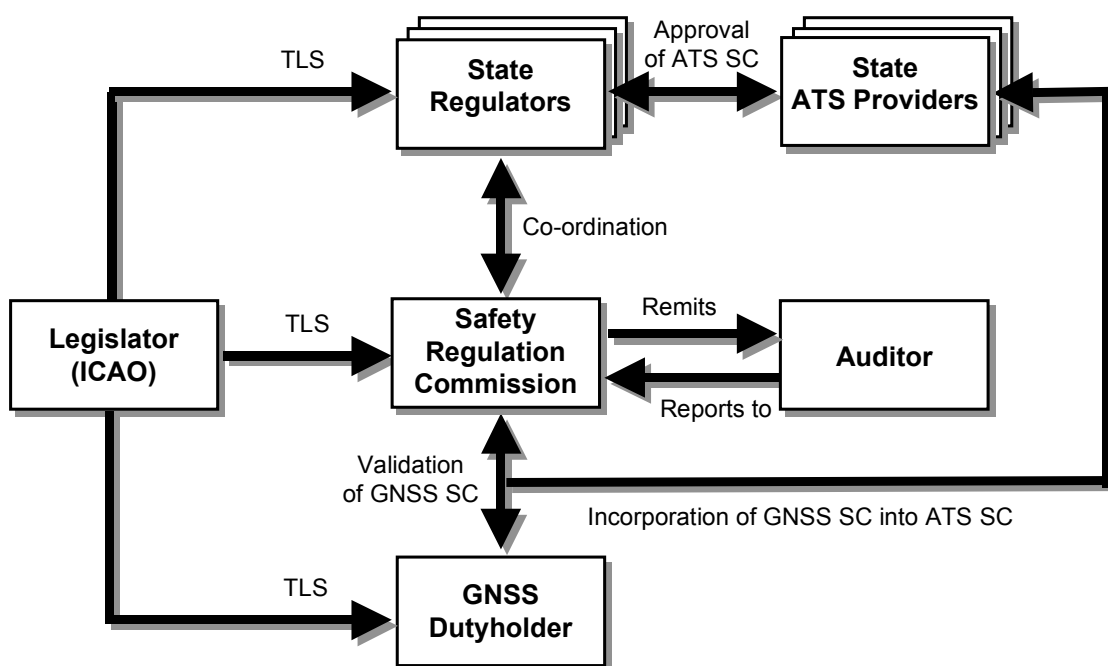 TLS
State
Regulators
Approval
of ATS SC
State
ATS Providers
Co-ordination
Legislator
(ICAO)
TLS
Safety
Regulation
Commission
Remits
Reports to
Auditor
Validation
of GNSS SC
Incorporation of GNSS SC into ATS SC
TLS
GNSS
Dutyholder